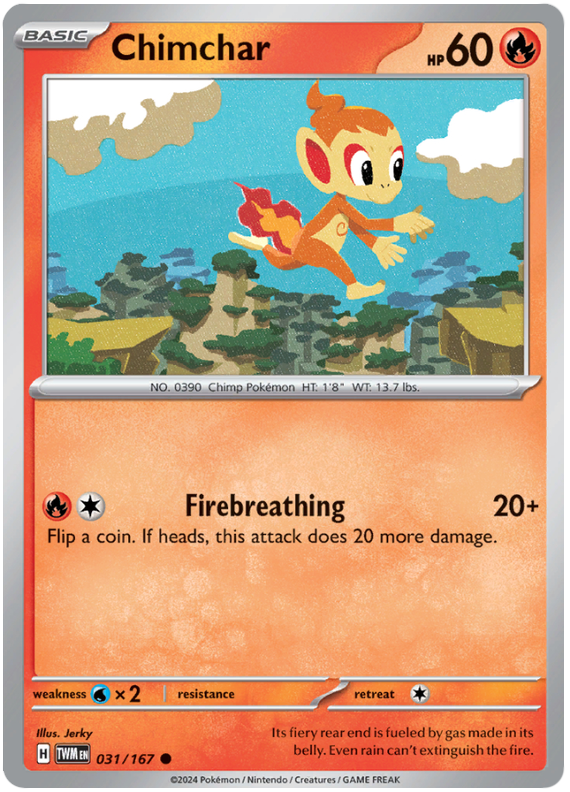 BASIC
Chimchar
HP60
NO. 0390 Chimp Pokémon HT: 1'8" WT: 13.7 lbs.
Firebreathing 20+
Flip a coin. If heads, this attack does 20 more damage.
weakness ×2 resistance retreat
Illus. Jerky
Its fiery rear end is fueled by gas made in its
belly. Even rain can't extinguish the fire.
H TWM EN 031/167
©2024 Pokémon / Nintendo / Creatures / GAME FREAK